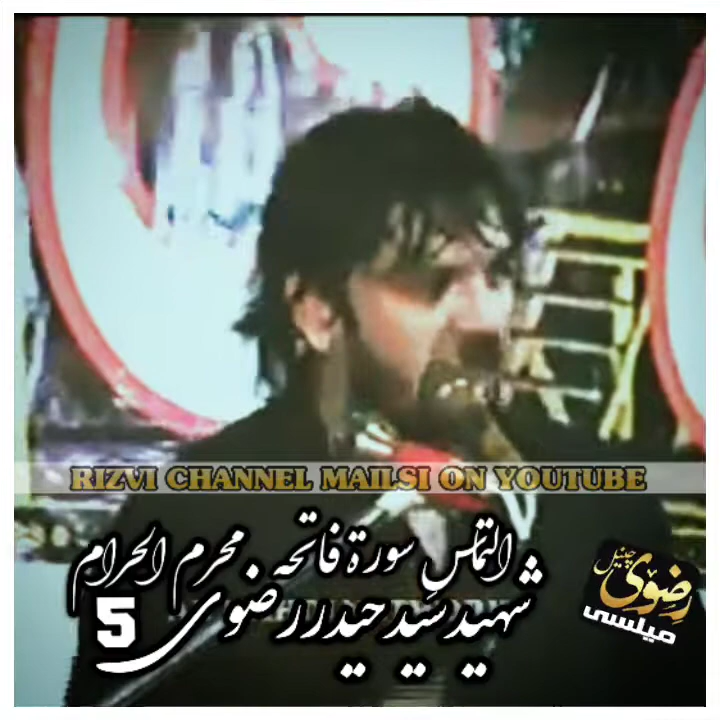 RIZVI CHANNEL MAILSI ON YOUTUBE
التماس سورۃ فاتحہ محرم الحرام
شہید سید حیدر رضوی 5
رضوی چینل
میلسی